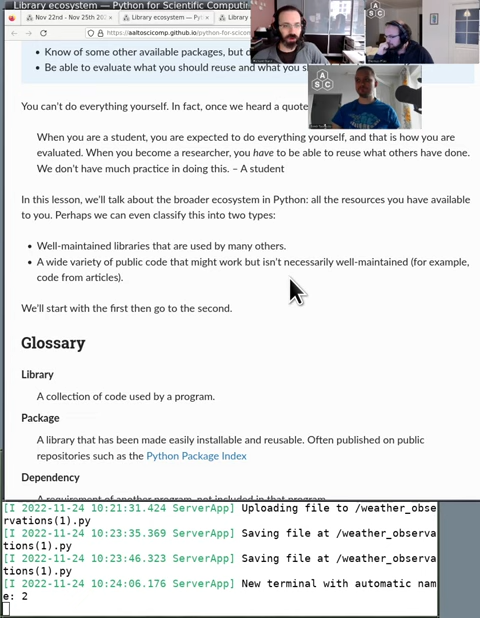 Library ecosystem — Python for Scientific Computin
Nov 22nd - Nov 25th 20
Library ecosystem — Pyt
Library
https://aaltoscicomp.github.io/python-for-scicom
Know of some other available packages, but d
Be able to evaluate what you should reuse and what you s
You can't do everything yourself. In fact, once we heard a quote
When you are a student, you are expected to do everything yourself, and that is how you are
evaluated. When you become a researcher, you have to be able to reuse what others have done.
We don't have much practice in doing this. – A student
In this lesson, we'll talk about the broader ecosystem in Python: all the resources you have available
to you. Perhaps we can even classify this into two types:
Well-maintained libraries that are used by many others.
A wide variety of public code that might work but isn't necessarily well-maintained (for example,
code from articles).
We'll start with the first then go to the second.
Glossary
Library
A collection of code used by a program.
Package
A library that has been made easily installable and reusable. Often published on public
repositories such as the Python Package Index
Dependency
A requirement of another program, not included in that program.
[I 2022-11-24 10:21:31.424 ServerApp] Uploading file to /weather_obse
rvations(1).py
[I 2022-11-24 10:23:35.369 ServerApp] Saving file at /weather_observa
tions(1).py
[I 2022-11-24 10:23:46.323 ServerApp] Saving file at /weather_observa
tions(1).py
[I 2022-11-24 10:24:06.176 ServerApp] New terminal with automatic nam
e: 2